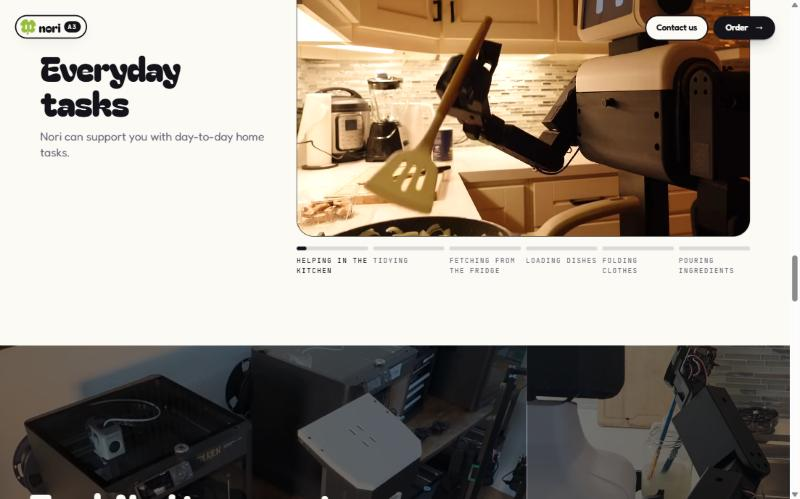 nori A3
Contact us
Order →
Everyday
tasks
Nori can support you with day-to-day home
tasks.
HELPING IN THE
KITCHEN
TIDYING
FETCHING FROM
THE FRIDGE
LOADING DISHES
FOLDING
CLOTHES
POURING
INGREDIENTS